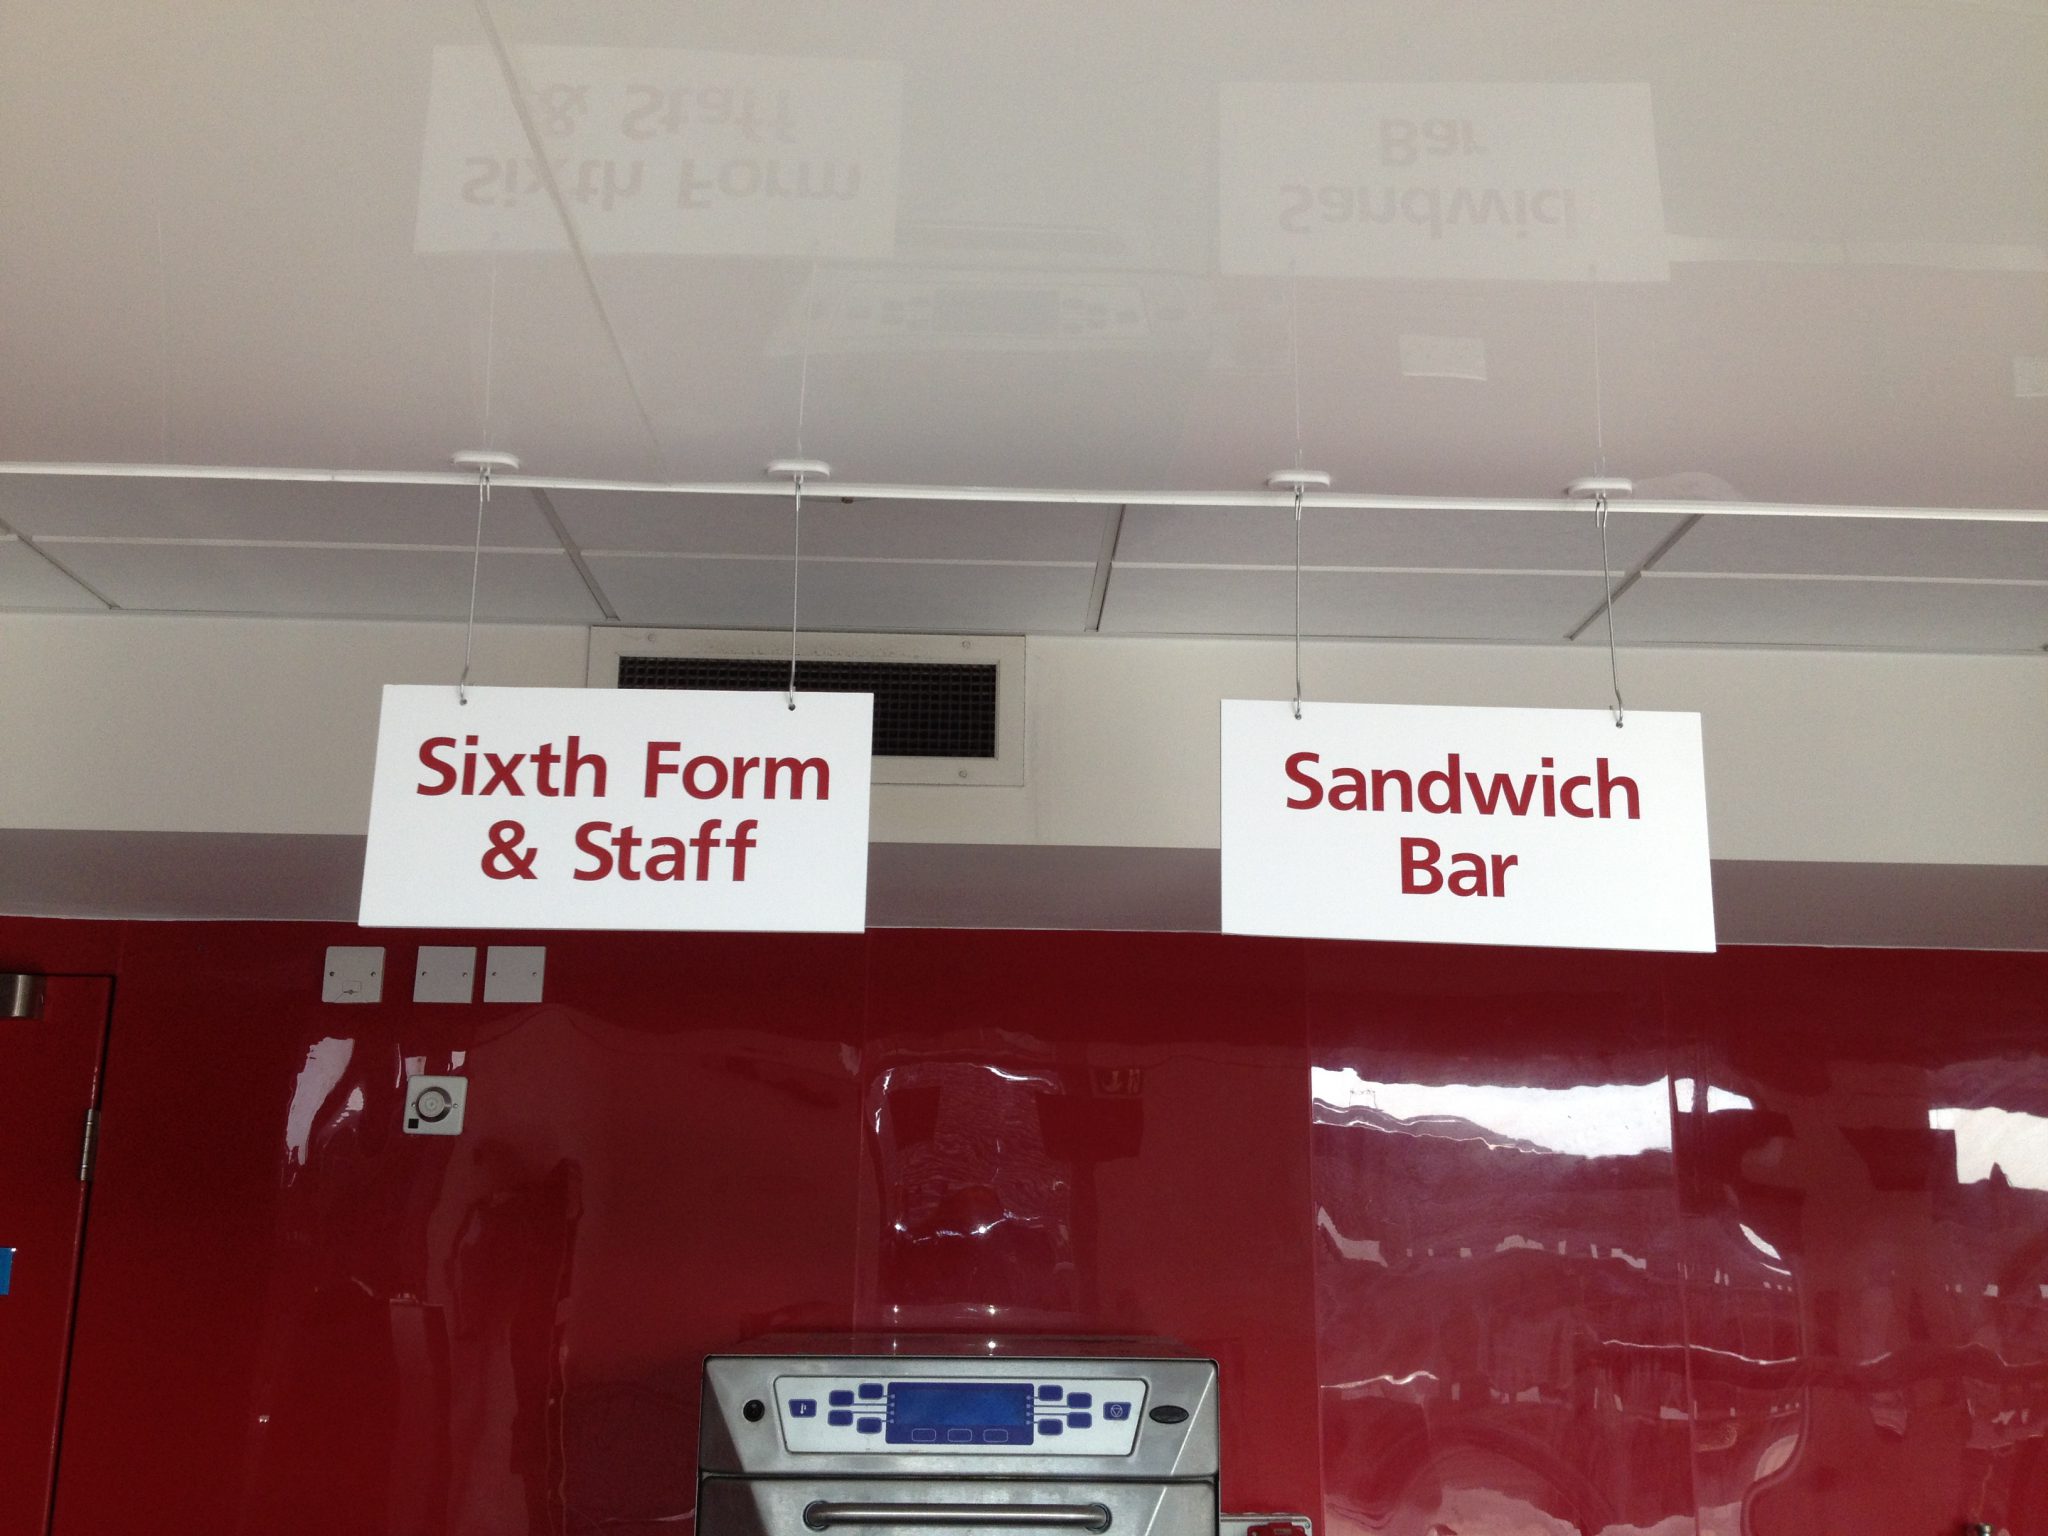 Sixth Form
& Staff
Sandwich
Bar